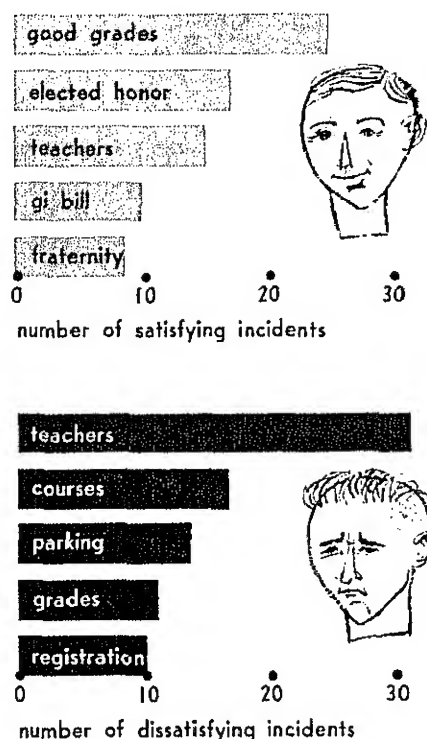 good grades
elected honor
teachers
gi bill
fraternity
0 10 20 30
number of satisfying incidents
teachers
courses
parking
grades
registration
0 10 20 30
number of dissatisfying incidents